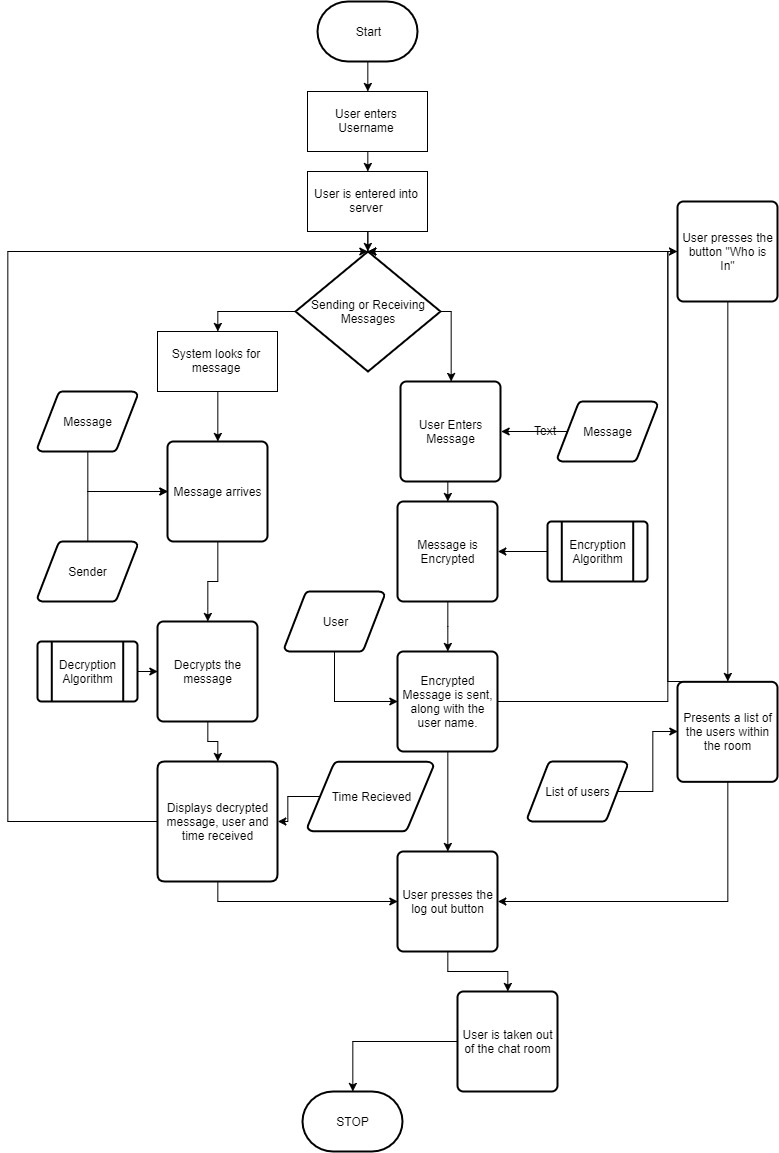 Start
User enters
Username
User is entered into
server
User presses the
button "Who is
In"
Sending or Receiving
Messages
System looks for
message
Message
User Enters
Message
Text
Message
Message arrives
Message is
Encrypted
Encryption
Algorithm
Sender
User
Decryption
Algorithm
Decrypts the
message
Encrypted
Message is sent,
along with the
user name.
Presents a list of
the users within
the room
Displays decrypted
message, user and
time received
Time Recieved
List of users
User presses the
log out button
User is taken out
of the chat room
STOP